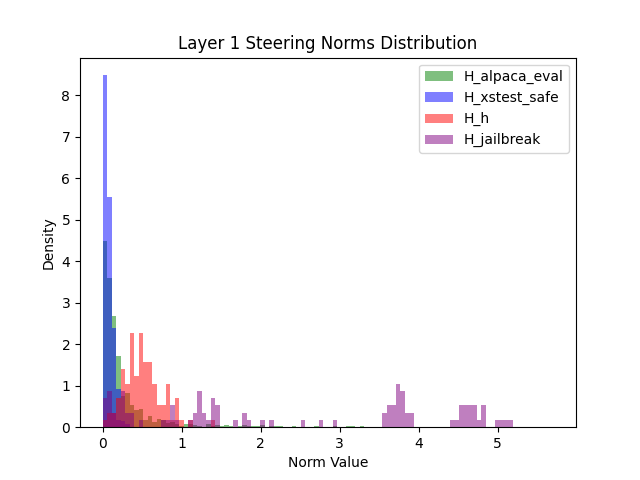 Layer 1 Steering Norms Distribution
H_alpaca_eval
H_xstest_safe
H_h
H_jailbreak
Density
8
7
6
5
4
3
2
1
0
0 1 2 3 4 5
Norm Value